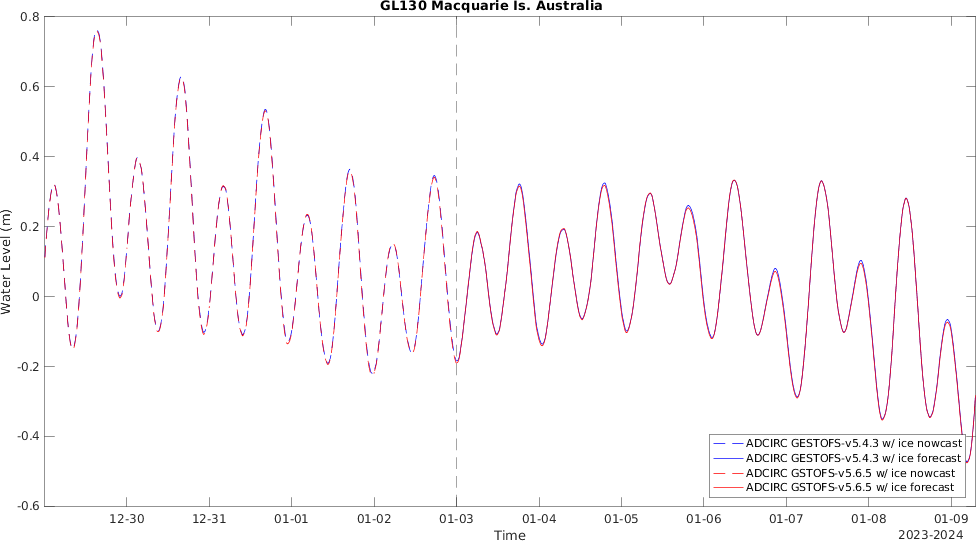 GL130 Macquarie Is. Australia
Water Level (m)
0.8
0.6
0.4
0.2
0
-0.2
-0.4
-0.6
ADCIRC GESTOFS-v5.4.3 w/ ice nowcast
ADCIRC GESTOFS-v5.4.3 w/ ice forecast
ADCIRC GSTOFS-v5.6.5 w/ ice nowcast
ADCIRC GSTOFS-v5.6.5 w/ ice forecast
12-30 12-31 01-01 01-02 01-03 01-04 01-05 01-06 01-07 01-08 01-09
Time
2023-2024